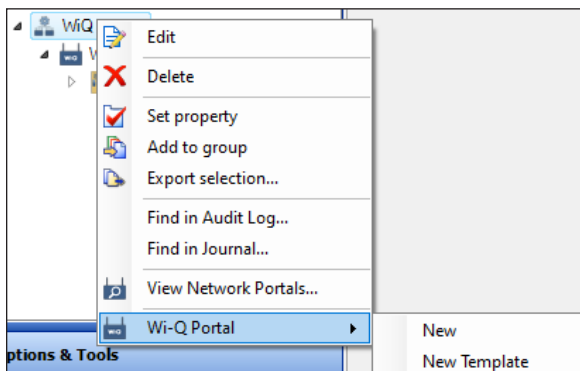 WiQ
Edit
Delete
Set property
Add to group
Export selection...
Find in Audit Log...
Find in Journal...
View Network Portals...
Wi-Q Portal
New
New Template
ptions & Tools